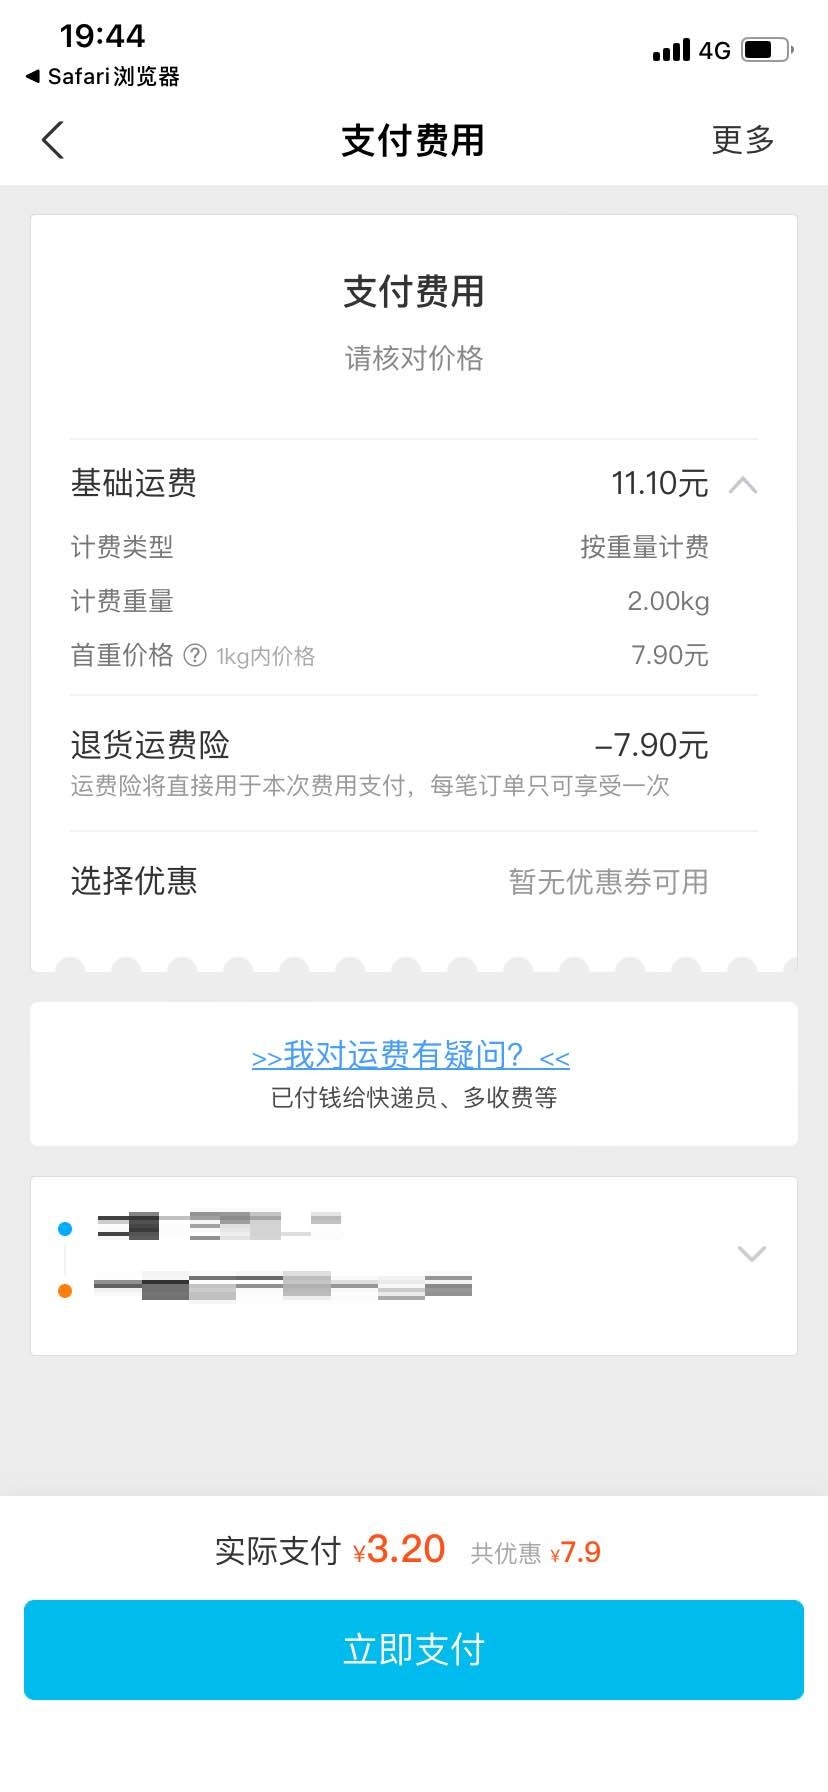 19:44
4G
◀ Safari浏览器
支付费用
更多
支付费用
请核对价格
基础运费 11.10元
计费类型 按重量计费
计费重量 2.00kg
首重价格 ? 1kg内价格 7.90元
退货运费险 -7.90元
运费险将直接用于本次费用支付，每笔订单只可享受一次
选择优惠 暂无优惠券可用
>>我对运费有疑问？<<
已付钱给快递员、多收费等
实际支付 ¥3.20 共优惠 ¥7.9
立即支付